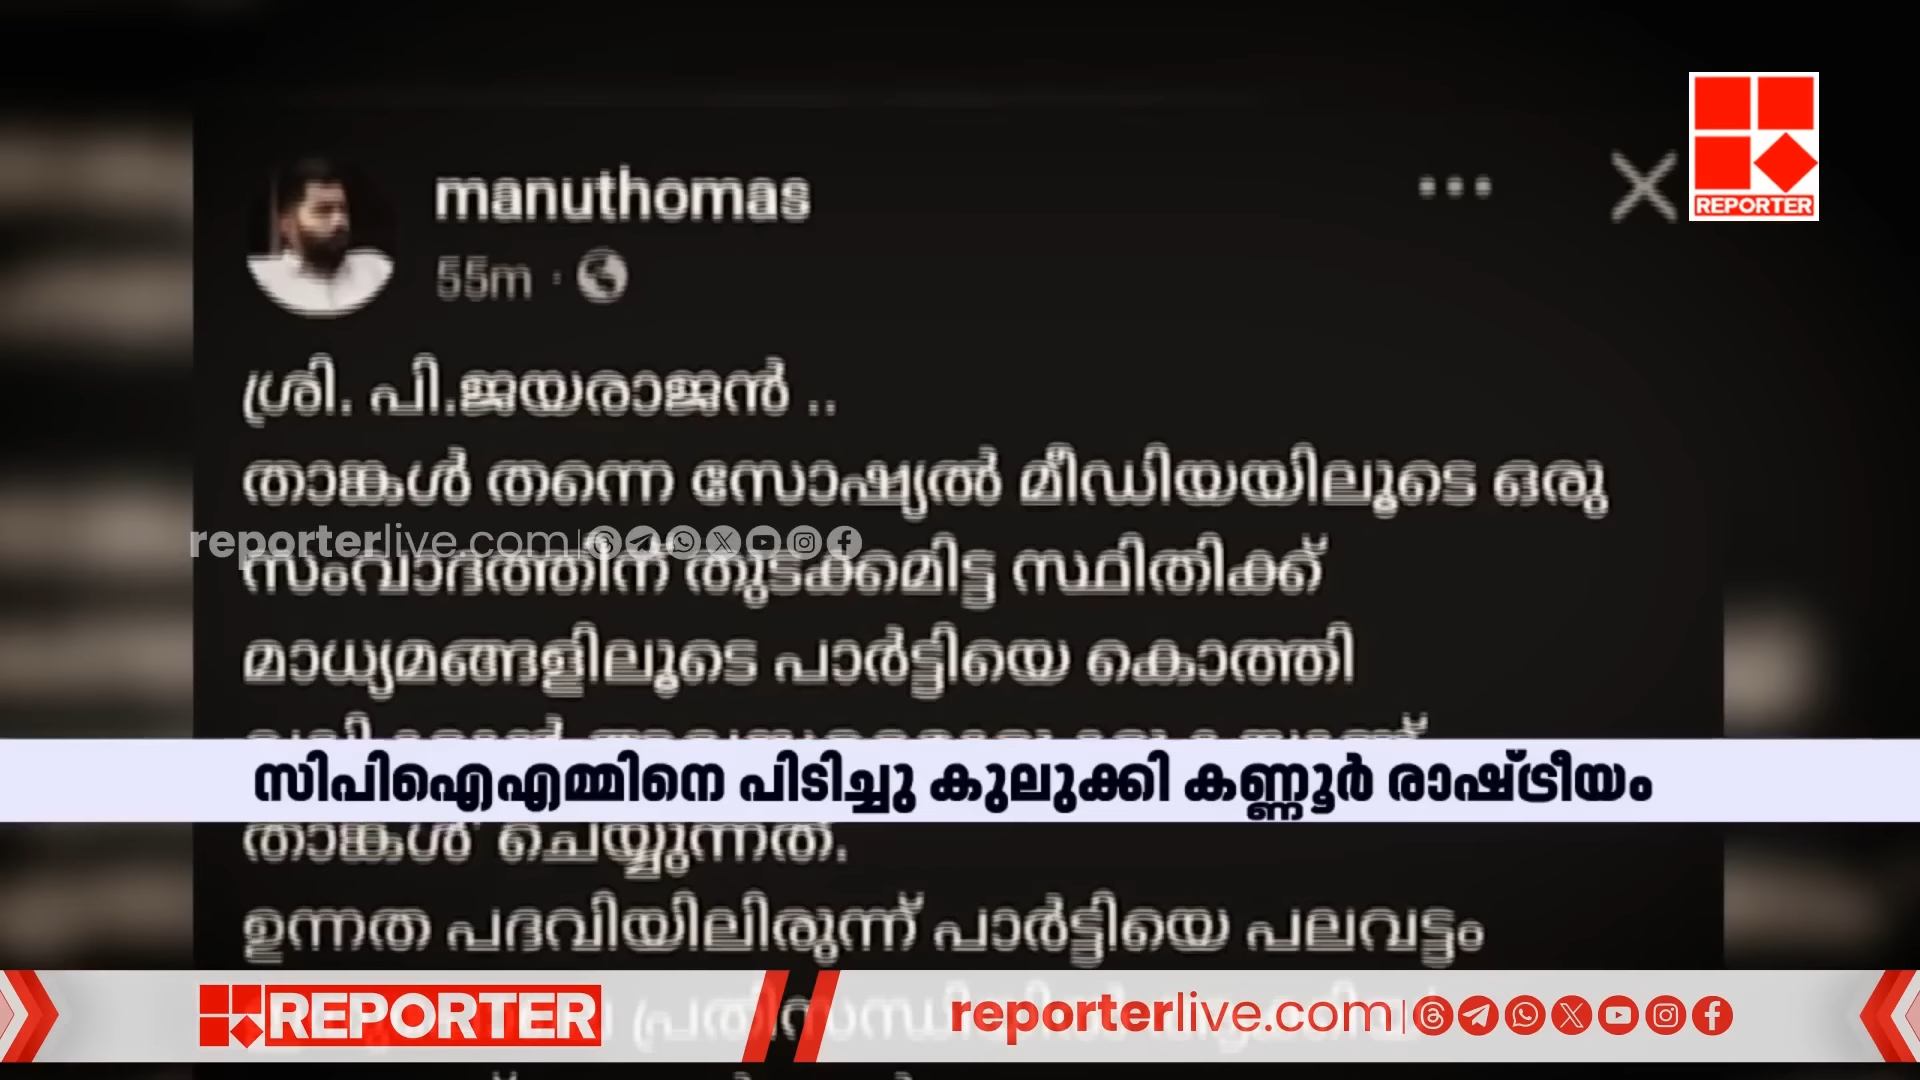 REPORTER
manuthomas
55m ·
ശ്രി. പി.ജയരാജൻ ..
താങ്കൾ തന്നെ സോഷ്യൽ മീഡിയയിലൂടെ ഒരു
reporterlive.com
സംവാദത്തിന് തുടക്കമിട്ട സ്ഥിതിക്ക്
മാധ്യമങ്ങളിലൂടെ പാർട്ടിയെ കൊത്തി
സിപിഐഎമ്മിനെ പിടിച്ചു കുലുക്കി കണ്ണൂർ രാഷ്ട്രീയം
താങ്കൾ ചെയ്യുന്നത്.
ഉന്നത പദവിയിലിരുന്ന് പാർട്ടിയെ പലവട്ടം
REPORTER
reporterlive.com